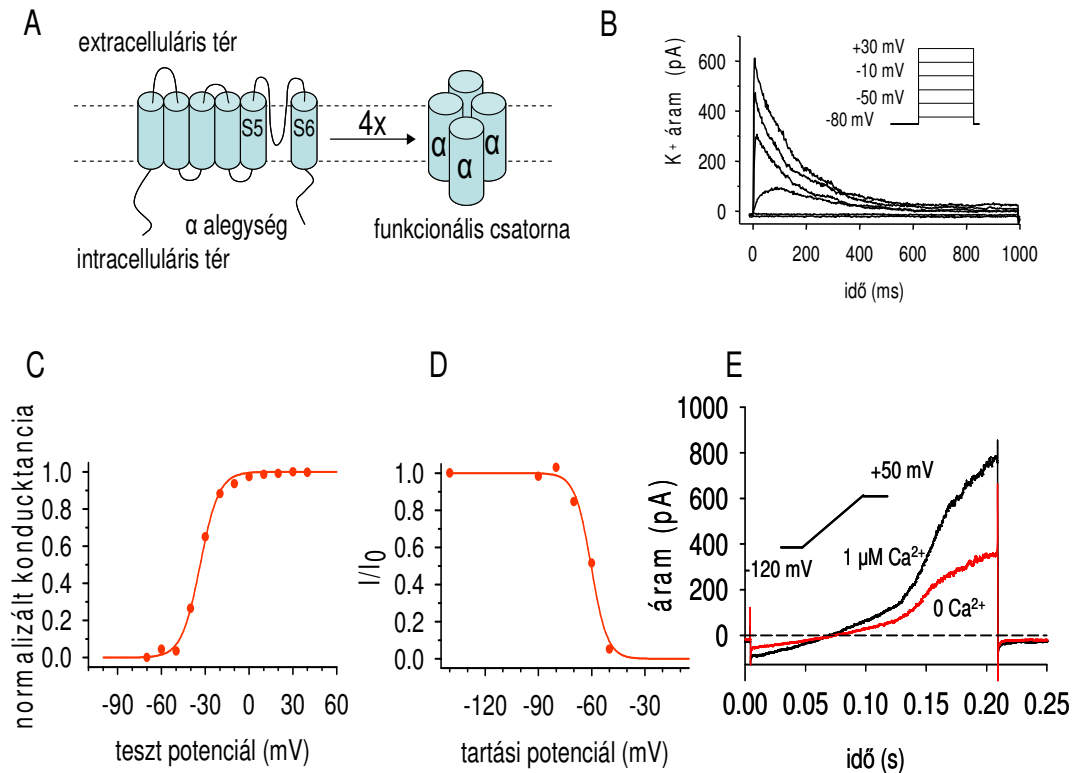 A
extracelluláris tér
S5
S6
4x
α
α
α
α alegység
funkcionális csatorna
intracelluláris tér
B
K+ áram (pA)
600
400
200
0
0 200 400 600 800 1000
idő (ms)
+30 mV
-10 mV
-50 mV
-80 mV
C
normalizált konducktancia
1.0
0.8
0.6
0.4
0.2
0.0
-90 -60 -30 0 30 60
teszt potenciál (mV)
D
I/I0
1.0
0.8
0.6
0.4
0.2
0.0
-120 -90 -60 -30
tartási potenciál (mV)
E
áram (pA)
1000
800
600
400
200
0
+50 mV
-120 mV
1 µM Ca2+
0 Ca2+
0.00 0.05 0.10 0.15 0.20 0.25
idő (s)